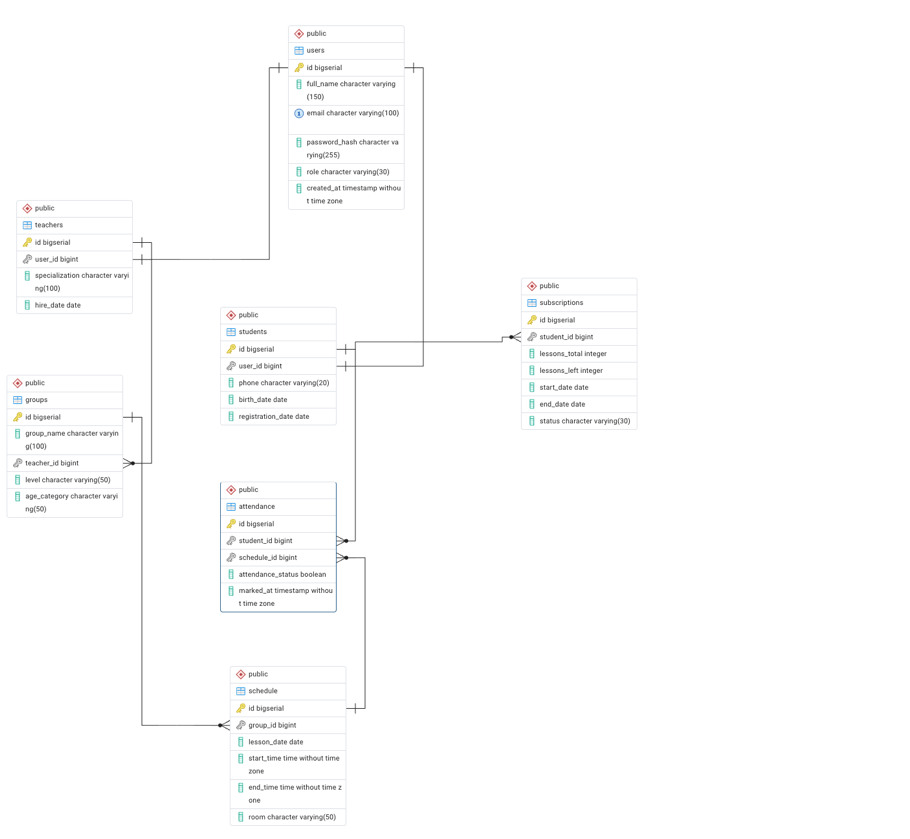 public
users
id bigserial
full_name character varying
(150)
email character varying(100)
password_hash character va
rying(255)
role character varying(30)
created_at timestamp withou
t time zone
public
teachers
id bigserial
user_id bigint
specialization character varyi
ng(100)
hire_date date
public
students
id bigserial
user_id bigint
phone character varying(20)
birth_date date
registration_date date
public
subscriptions
id bigserial
student_id bigint
lessons_total integer
lessons_left integer
start_date date
end_date date
status character varying(30)
public
groups
id bigserial
group_name character varyin
g(100)
teacher_id bigint
level character varying(50)
age_category character varyi
ng(50)
public
attendance
id bigserial
student_id bigint
schedule_id bigint
attendance_status boolean
marked_at timestamp withou
t time zone
public
schedule
id bigserial
group_id bigint
lesson_date date
start_time time without time
zone
end_time time without time z
one
room character varying(50)